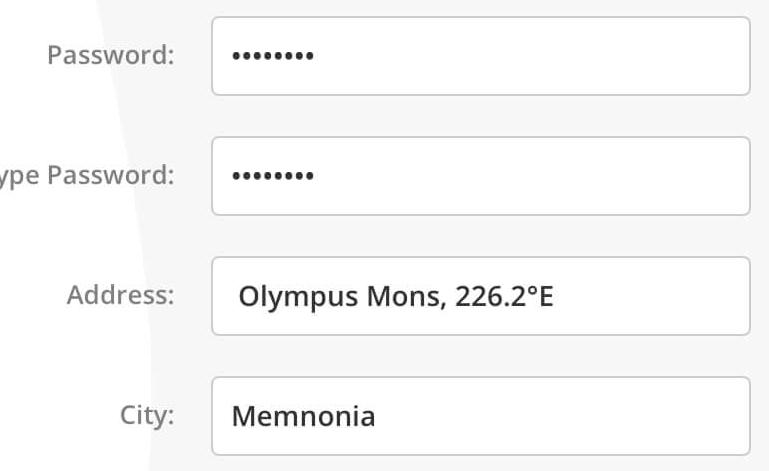 Password:
••••••••
ype Password:
••••••••
Address:
Olympus Mons, 226.2°E
City:
Memnonia